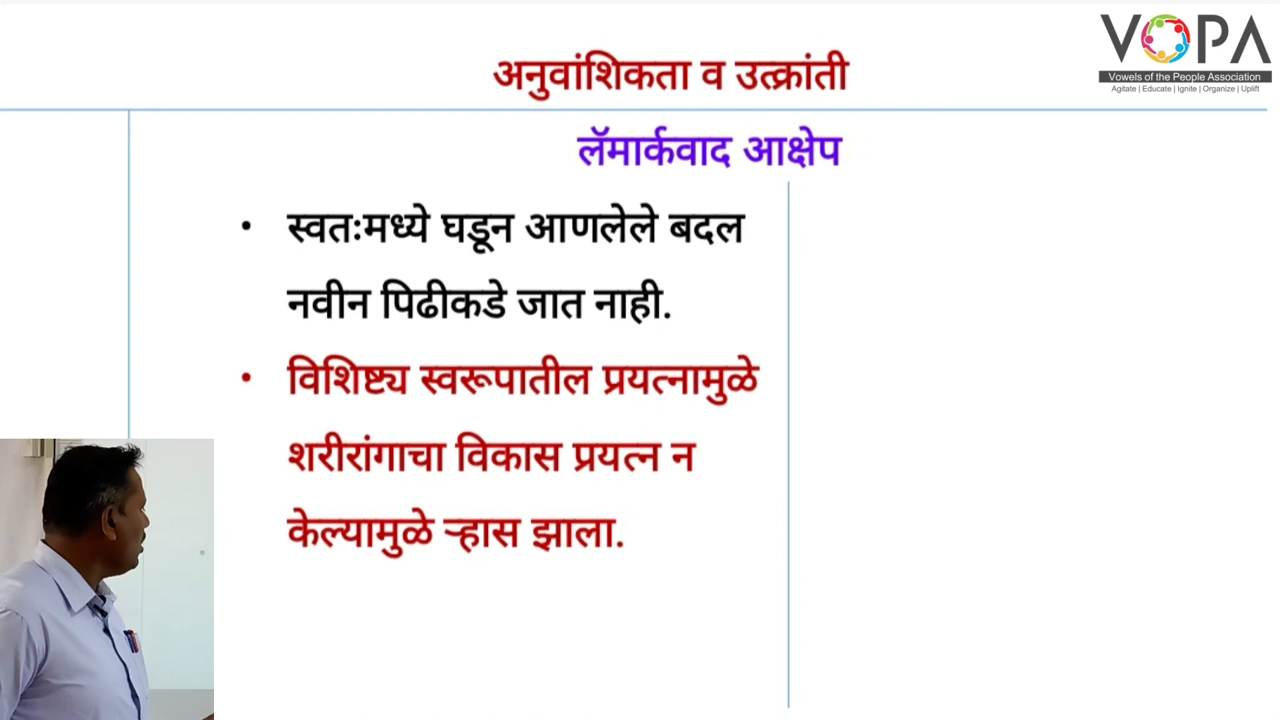 VOPA
Vowels of the People Association
Agitate | Educate | Ignite | Organize | Uplift
अनुवांशिकता व उत्क्रांती
लॅमार्कवाद आक्षेप
• स्वतःमध्ये घडून आणलेले बदल
नवीन पिढीकडे जात नाही.
• विशिष्ट्य स्वरूपातील प्रयत्नामुळे
शरीरांगाचा विकास प्रयत्न न
केल्यामुळे ऱ्हास झाला.